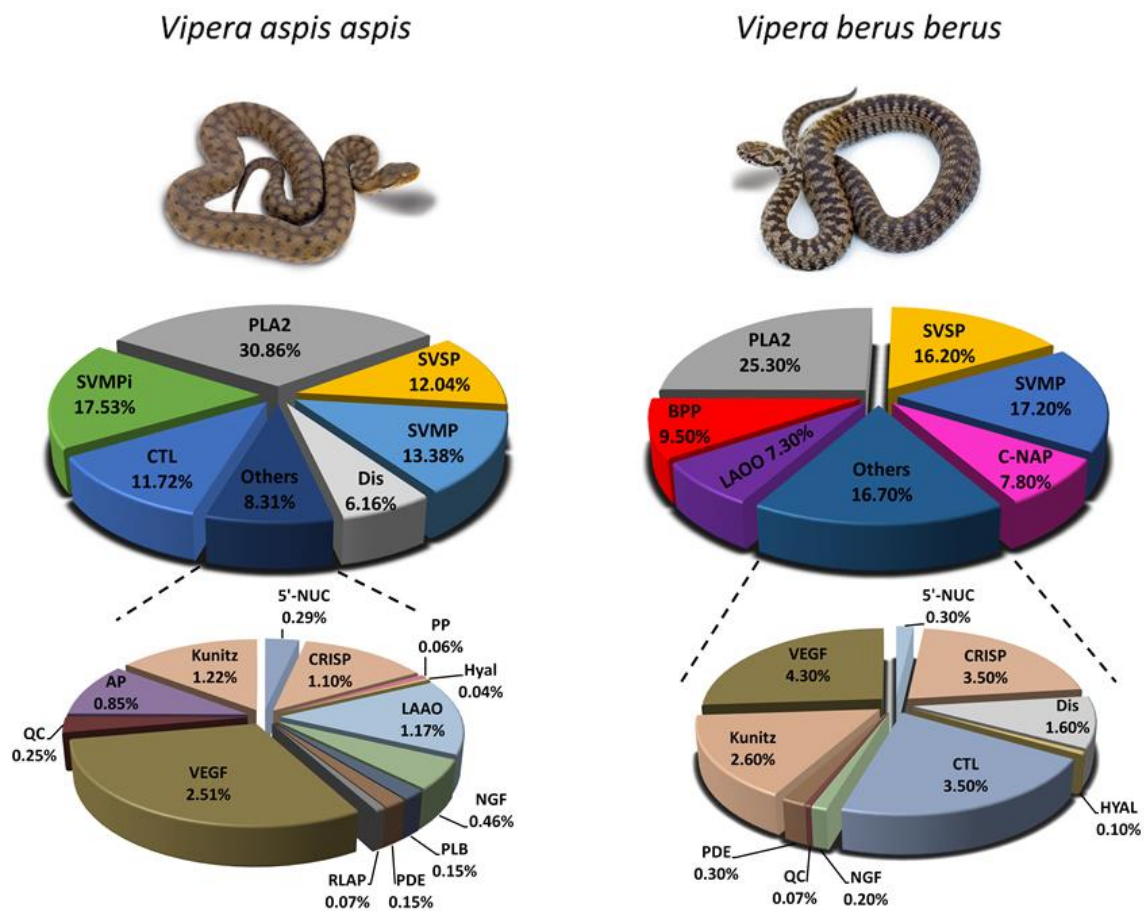 Vipera aspis aspis
Vipera berus berus
PLA2
30.86%
SVSP
12.04%
SVMPi
17.53%
SVMP
13.38%
CTL
11.72%
Others
8.31%
Dis
6.16%
PLA2
25.30%
SVSP
16.20%
SVMP
17.20%
BPP
9.50%
LAOO 7.30%
Others
16.70%
C-NAP
7.80%
5'-NUC
0.29%
PP
0.06%
Kunitz
1.22%
CRISP
1.10%
Hyal
0.04%
AP
0.85%
LAAO
1.17%
QC
0.25%
VEGF
2.51%
NGF
0.46%
PLB
0.15%
RLAP
0.07%
PDE
0.15%
5'-NUC
0.30%
VEGF
4.30%
CRISP
3.50%
Dis
1.60%
Kunitz
2.60%
CTL
3.50%
HYAL
0.10%
PDE
0.30%
QC
0.07%
NGF
0.20%